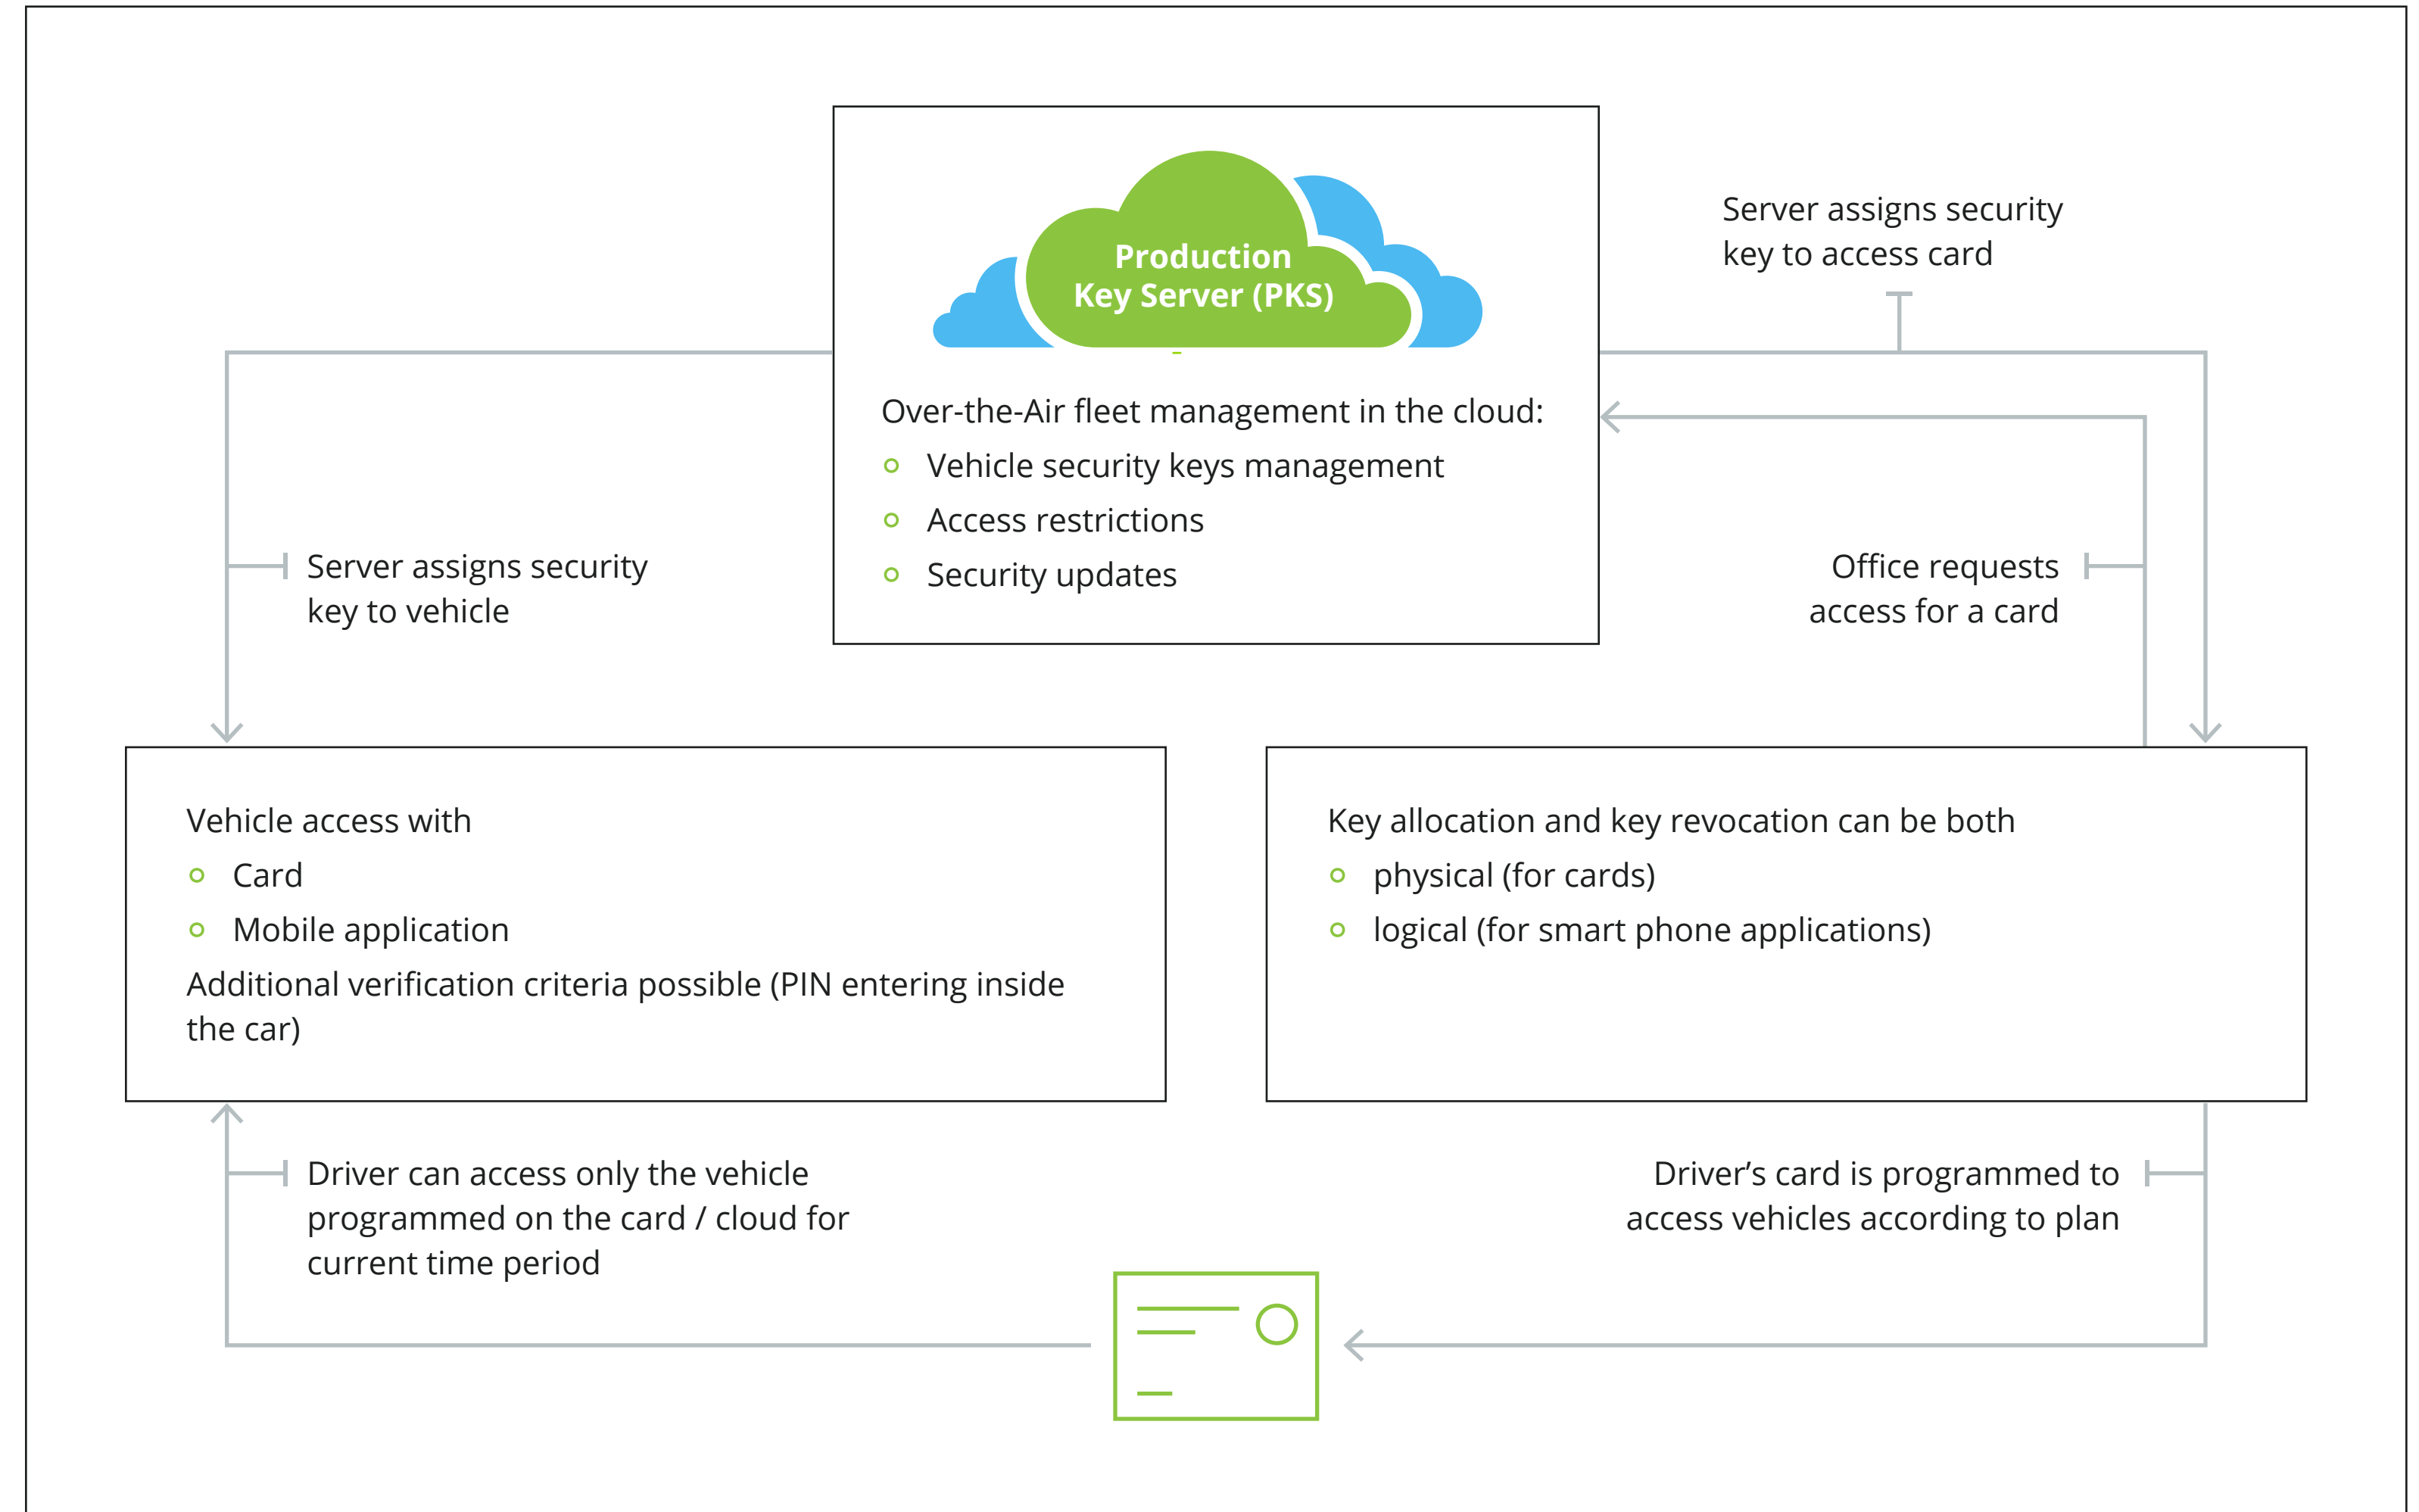 Production
Key Server (PKS)
Over-the-Air fleet management in the cloud:
Vehicle security keys management
Access restrictions
Security updates
Server assigns security
key to access card
Server assigns security
key to vehicle
Office requests
access for a card
Vehicle access with
Card
Mobile application
Additional verification criteria possible (PIN entering inside
the car)
Key allocation and key revocation can be both
physical (for cards)
logical (for smart phone applications)
Driver can access only the vehicle
programmed on the card / cloud for
current time period
Driver’s card is programmed to
access vehicles according to plan